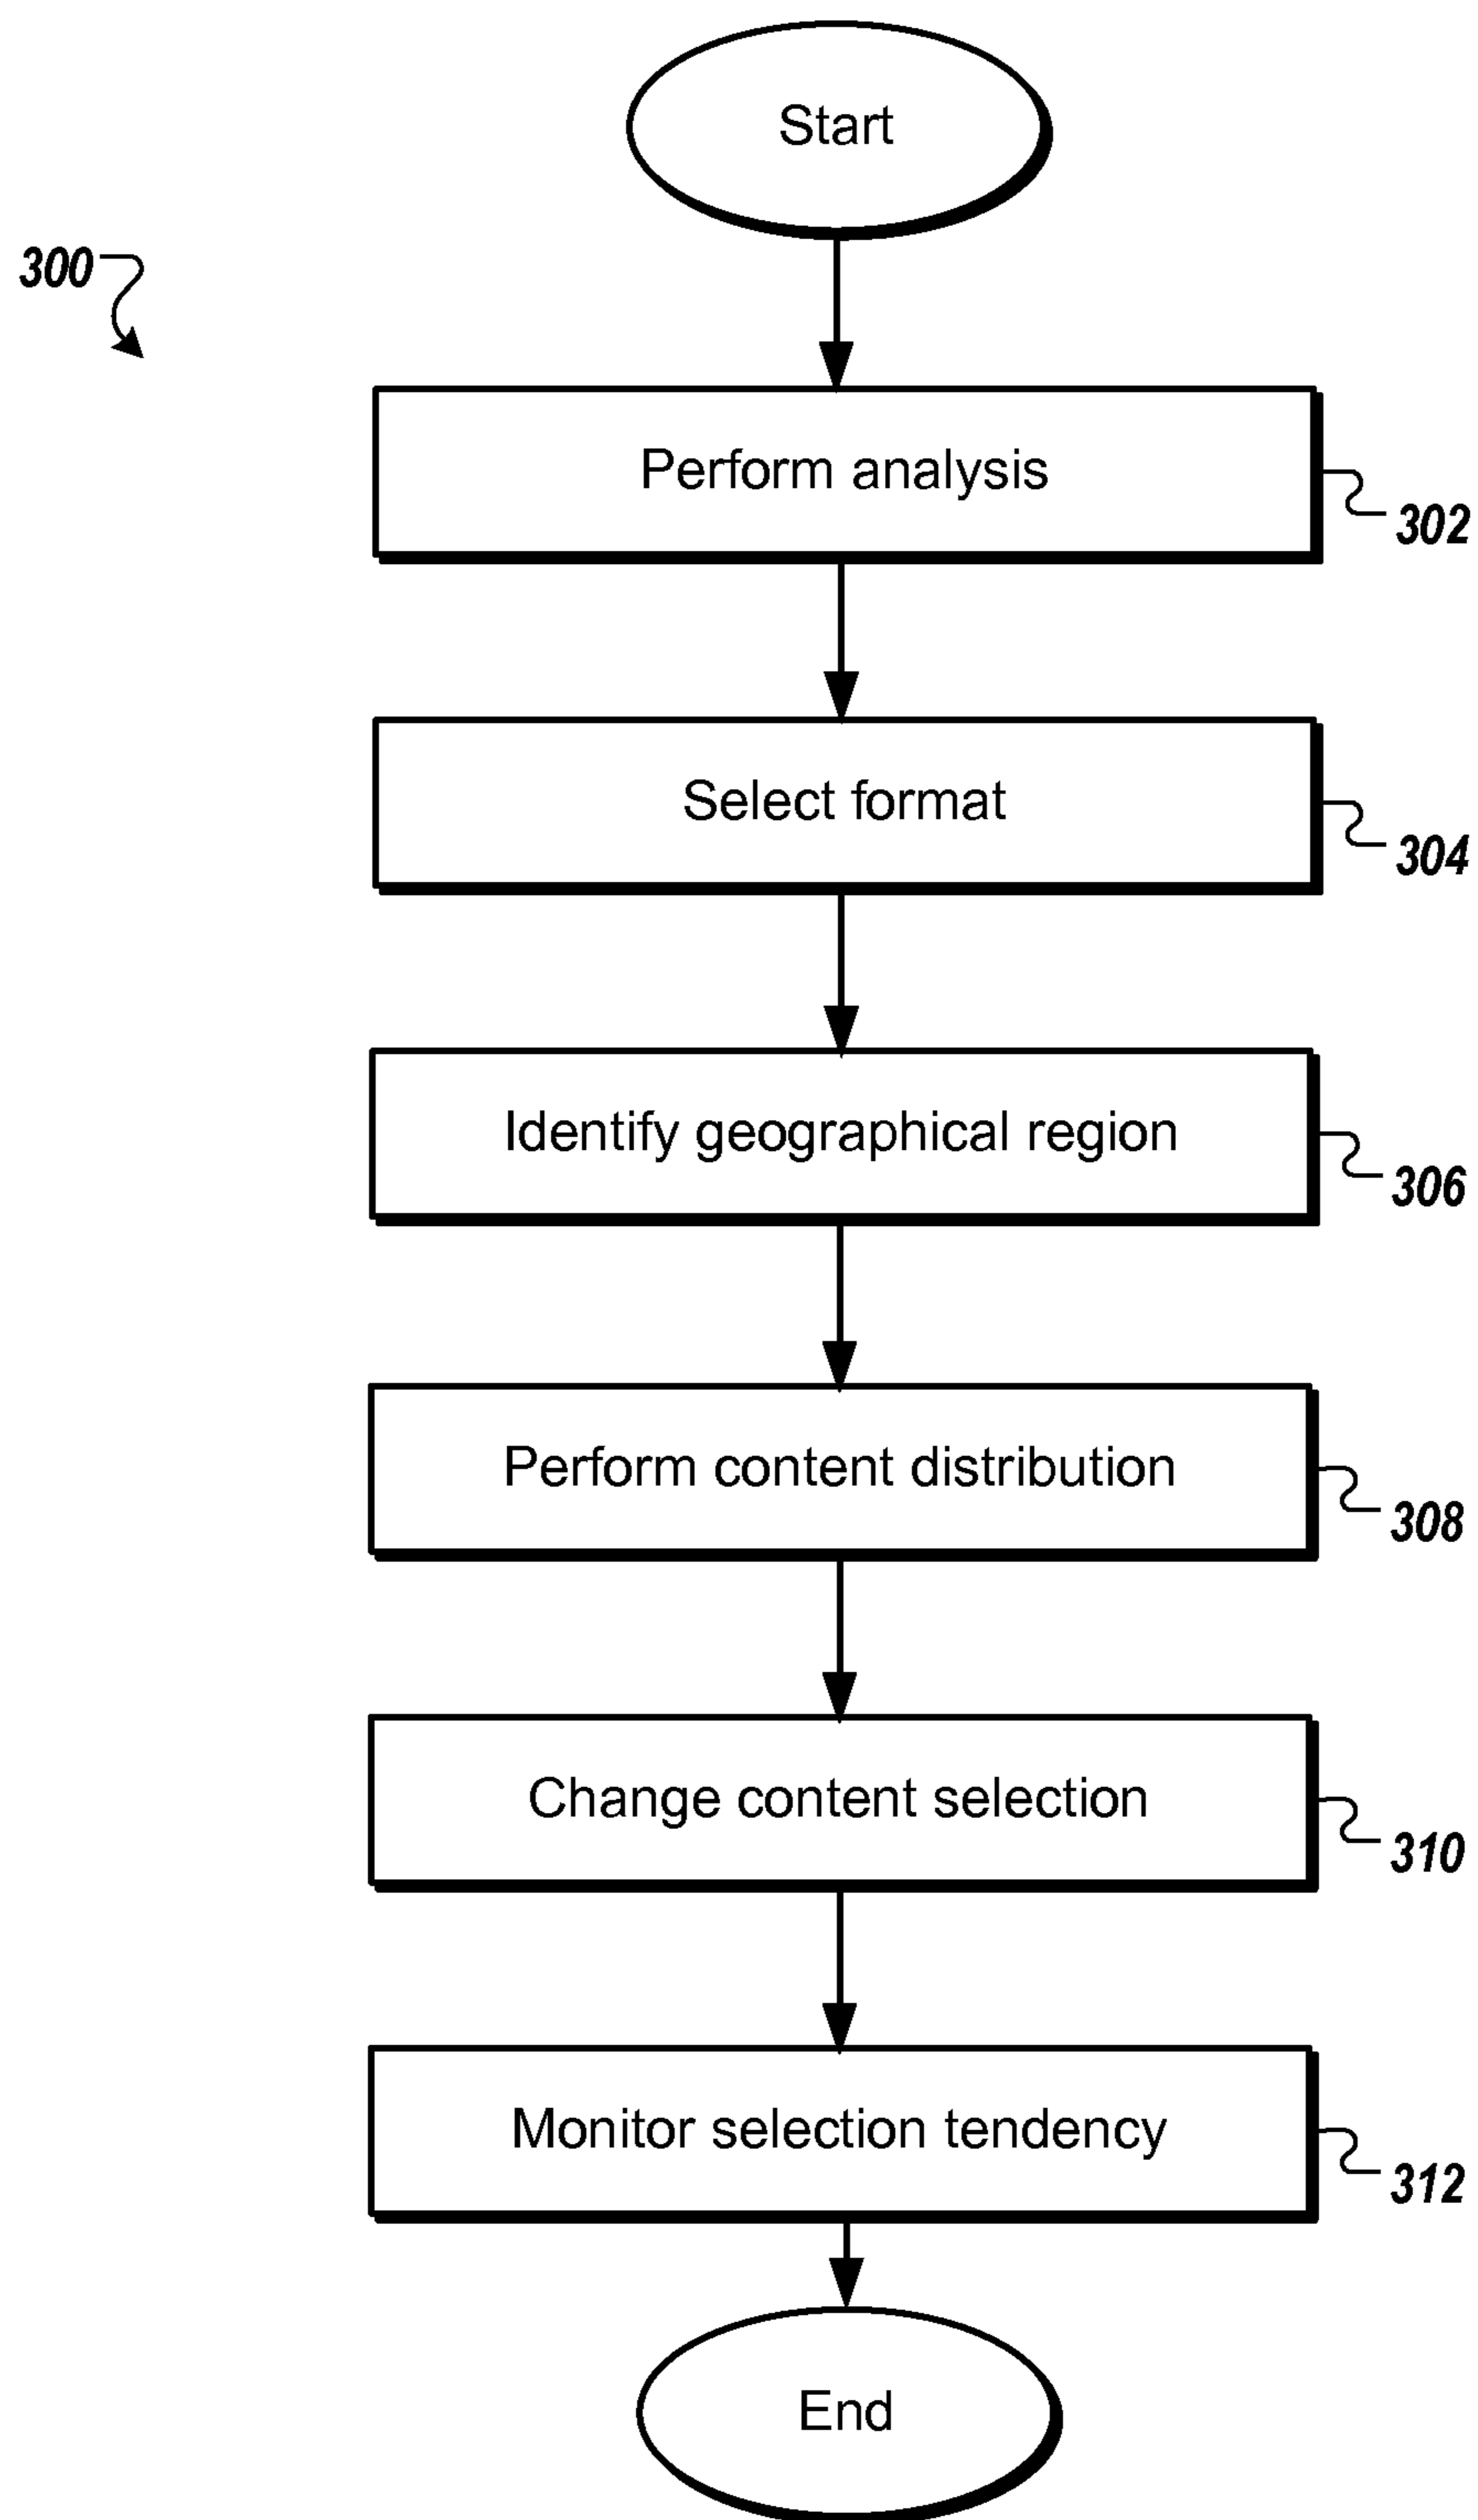 Start
300
Perform analysis
302
Select format
304
Identify geographical region
306
Perform content distribution
308
Change content selection
310
Monitor selection tendency
312
End